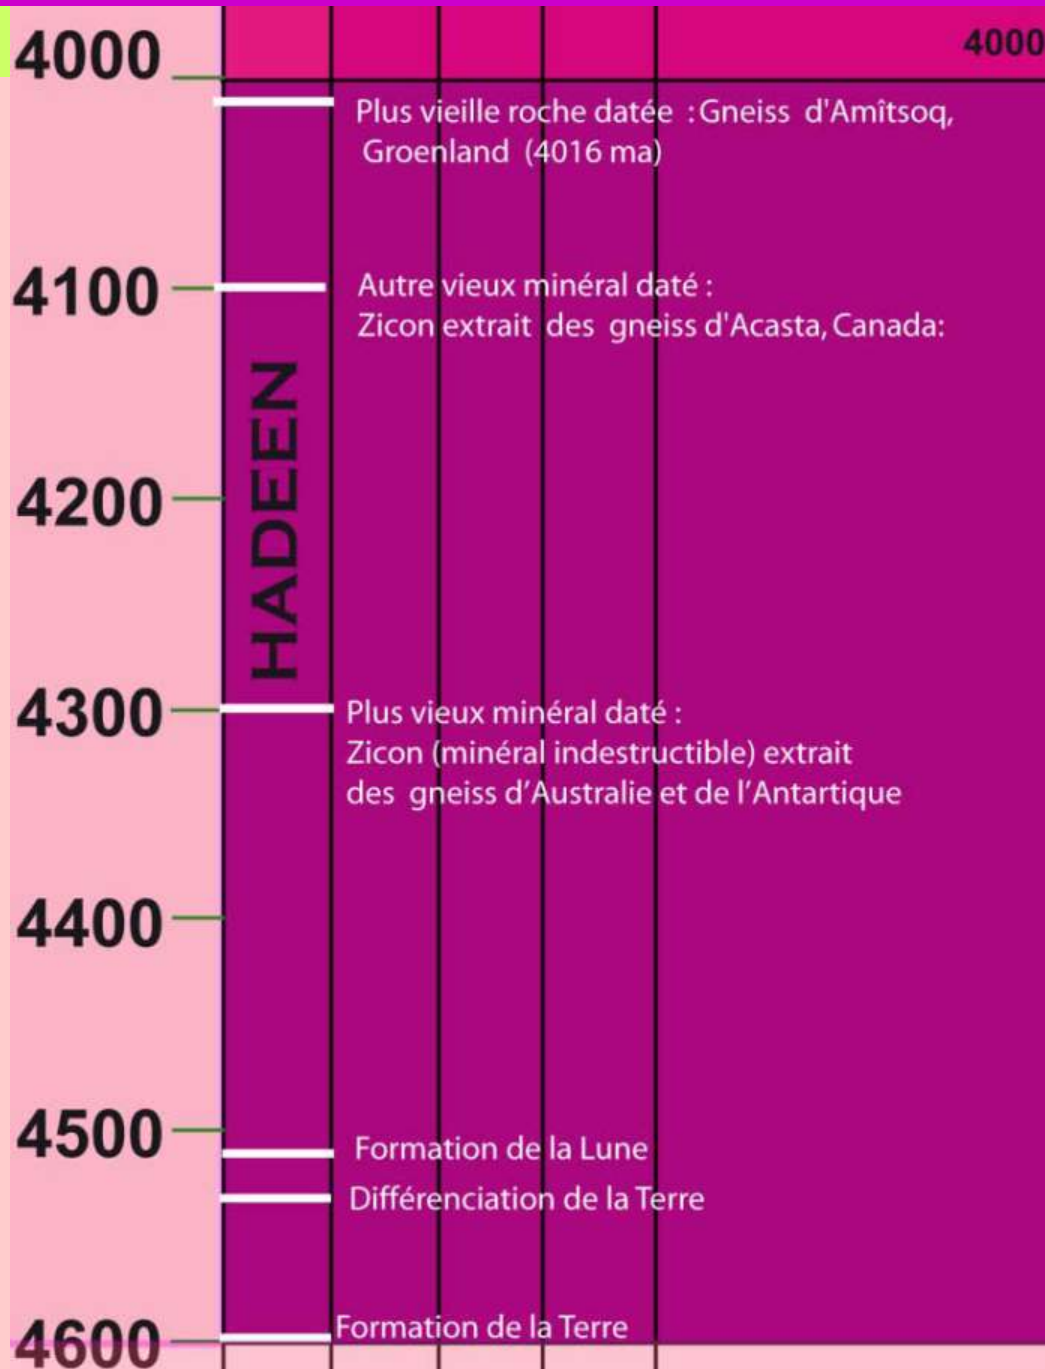 4000
4000
Plus vieille roche datée : Gneiss d'Amîtsoq,
Groenland (4016 ma)
4100
Autre vieux minéral daté :
Zicon extrait des gneiss d'Acasta, Canada:
HADEEN
4200
4300
Plus vieux minéral daté :
Zicon (minéral indestructible) extrait
des gneiss d’Australie et de l’Antartique
4400
4500
Formation de la Lune
Différenciation de la Terre
Formation de la Terre
4600